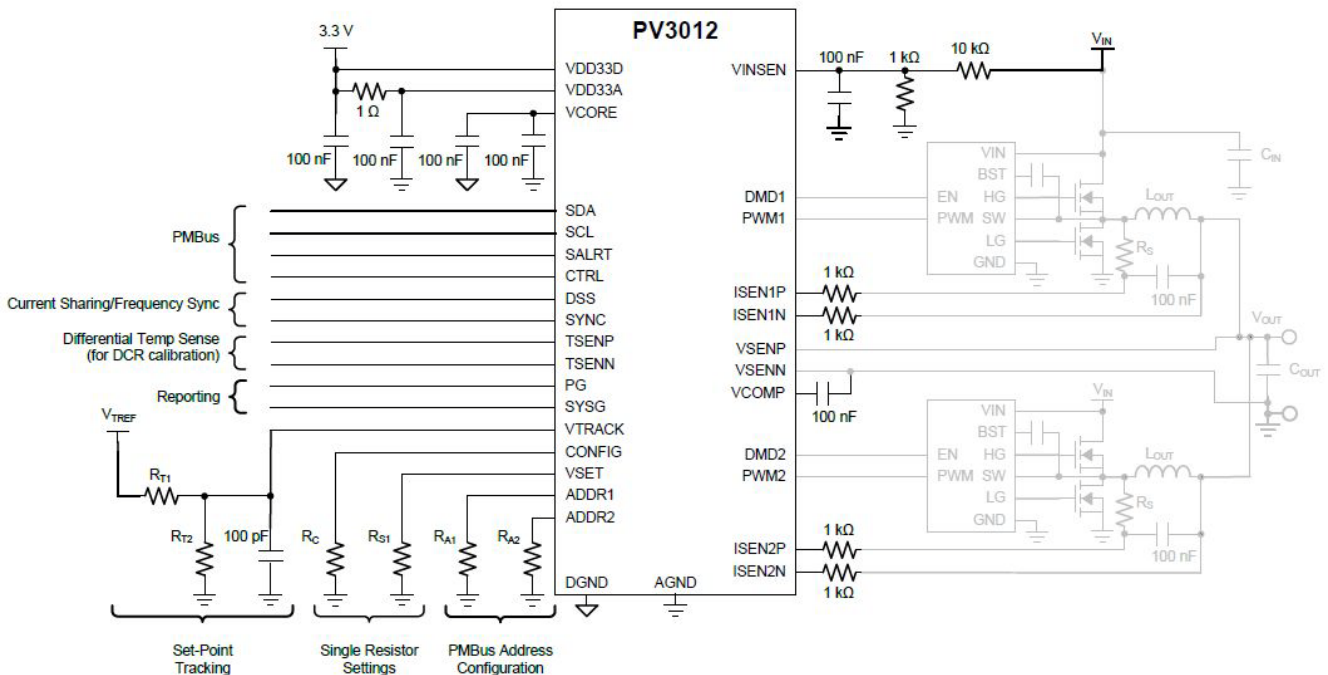 PV3012
3.3 V
VDD33D
VDD33A
VCORE
1 Ω
100 nF
100 nF
100 nF
100 nF
SDA
SCL
SALRT
CTRL
DSS
SYNC
TSENP
TSENN
PG
SYSG
VTRACK
CONFIG
VSET
ADDR1
ADDR2
PMBus
Current Sharing/Frequency Sync
Differential Temp Sense
(for DCR calibration)
Reporting
VTREF
RT1
RT2
100 pF
RC
RS1
RA1
RA2
DGND
AGND
Set-Point
Tracking
Single Resistor
Settings
PMBus Address
Configuration
VINSEN
100 nF
1 kΩ
10 kΩ
VIN
DMD1
PWM1
ISEN1P
ISEN1N
1 kΩ
1 kΩ
VSENP
VSENN
VCOMP
100 nF
DMD2
PWM2
ISEN2P
ISEN2N
1 kΩ
1 kΩ
VIN
BST
EN
HG
PWM
SW
LG
GND
CIN
LOUT
RS
100 nF
VOUT
COUT
VIN
VIN
BST
EN
HG
PWM
SW
LG
GND
LOUT
RS
100 nF